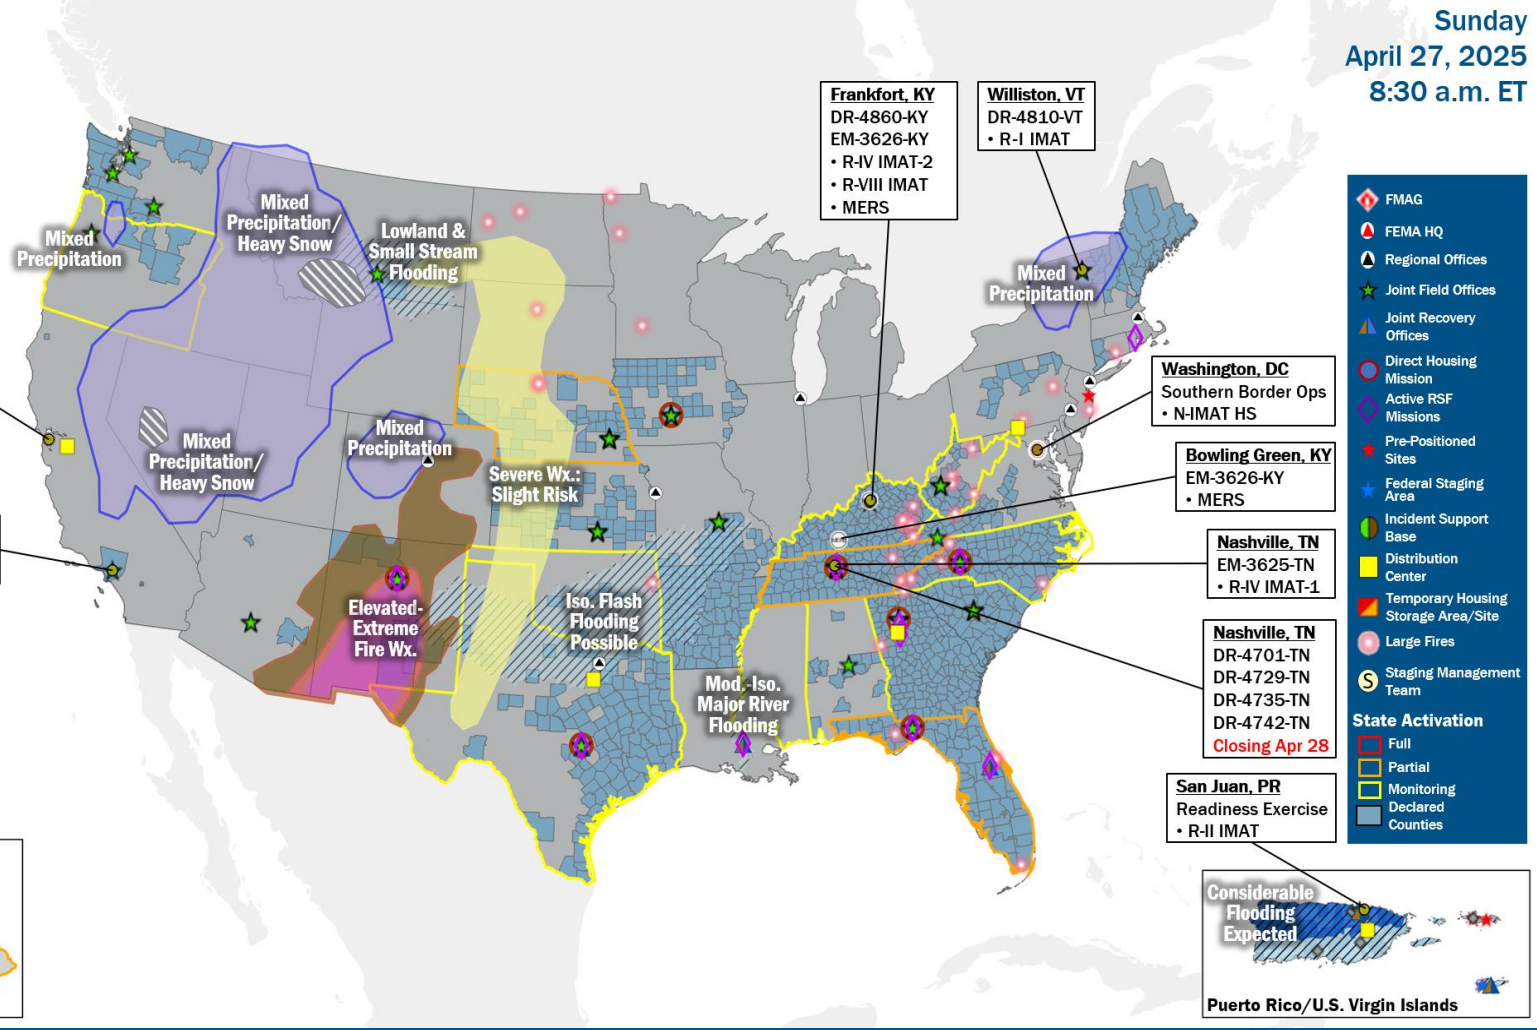 Sunday
April 27, 2025
8:30 a.m. ET
Frankfort, KY
DR-4860-KY
EM-3626-KY
• R-IV IMAT-2
• R-VIII IMAT
• MERS
Williston, VT
DR-4810-VT
• R-I IMAT
Mixed
Precipitation
Mixed
Precipitation/
Heavy Snow
Lowland &
Small Stream
Flooding
Mixed
Precipitation
Washington, DC
Southern Border Ops
• N-IMAT HS
Mixed
Precipitation/
Heavy Snow
Mixed
Precipitation
Severe Wx.:
Slight Risk
Bowling Green, KY
EM-3626-KY
• MERS
Nashville, TN
EM-3625-TN
• R-IV IMAT-1
Elevated-
Extreme
Fire Wx.
Iso. Flash
Flooding
Possible
Nashville, TN
DR-4701-TN
DR-4729-TN
DR-4735-TN
DR-4742-TN
Closing Apr 28
Mod.-Iso.
Major River
Flooding
San Juan, PR
Readiness Exercise
• R-II IMAT
Considerable
Flooding
Expected
Puerto Rico/U.S. Virgin Islands
FMAG
FEMA HQ
Regional Offices
Joint Field Offices
Joint Recovery
Offices
Direct Housing
Mission
Active RSF
Missions
Pre-Positioned
Sites
Federal Staging
Area
Incident Support
Base
Distribution
Center
Temporary Housing
Storage Area/Site
Large Fires
S
Staging Management
Team
State Activation
Full
Partial
Monitoring
Declared
Counties